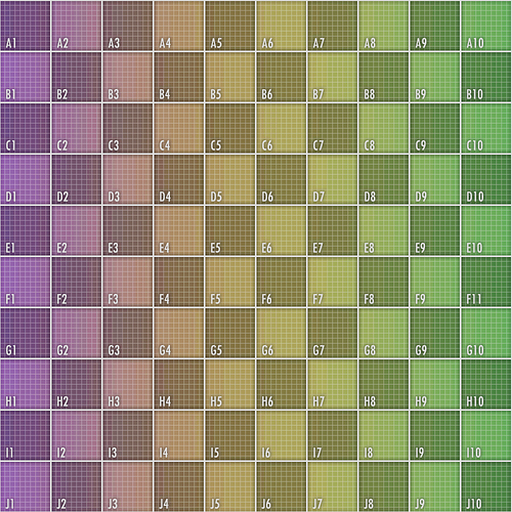 A1 A2 A3 A4 A5 A6 A7 A8 A9 A10
B1 B2 B3 B4 B5 B6 B7 B8 B9 B10
C1 C2 C3 C4 C5 C6 C7 C8 C9 C10
D1 D2 D3 D4 D5 D6 D7 D8 D9 D10
E1 E2 E3 E4 E5 E6 E7 E8 E9 E10
F1 F2 F3 F4 F5 F6 F7 F8 F9 F11
G1 G2 G3 G4 G5 G6 G7 G8 G9 G10
H1 H2 H3 H4 H5 H6 H7 H8 H9 H10
I1 I2 I3 I4 I5 I6 I7 I8 I9 I10
J1 J2 J3 J4 J5 J6 J7 J8 J9 J10